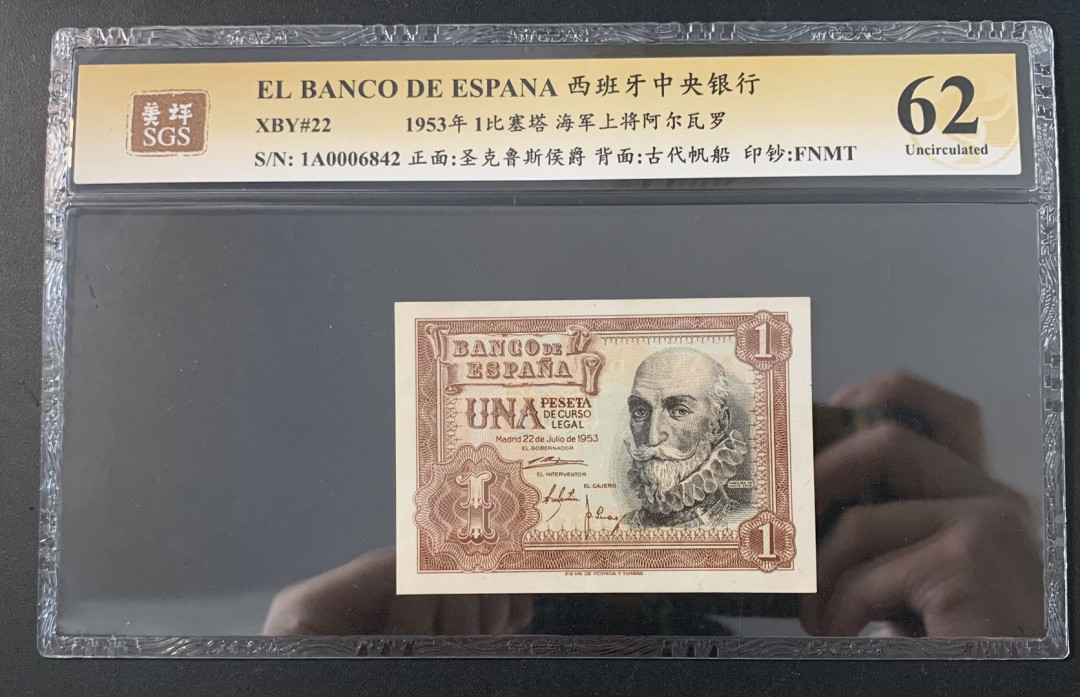 EL BANCO DE ESPANA 西班牙中央银行
美坪
SGS
XBY#22 1953年 1比塞塔 海军上将阿尔瓦罗
S/N: 1A0006842 正面:圣克鲁斯侯爵 背面:古代帆船 印钞:FNMT
62
Uncirculated
BANCO DE
ESPAÑA
1
UNA PESETA
DE CURSO
LEGAL
Madrid 22 de Julio de 1953
EL GOBERNADOR
EL INTERVENTOR
EL CAJERO
1
1